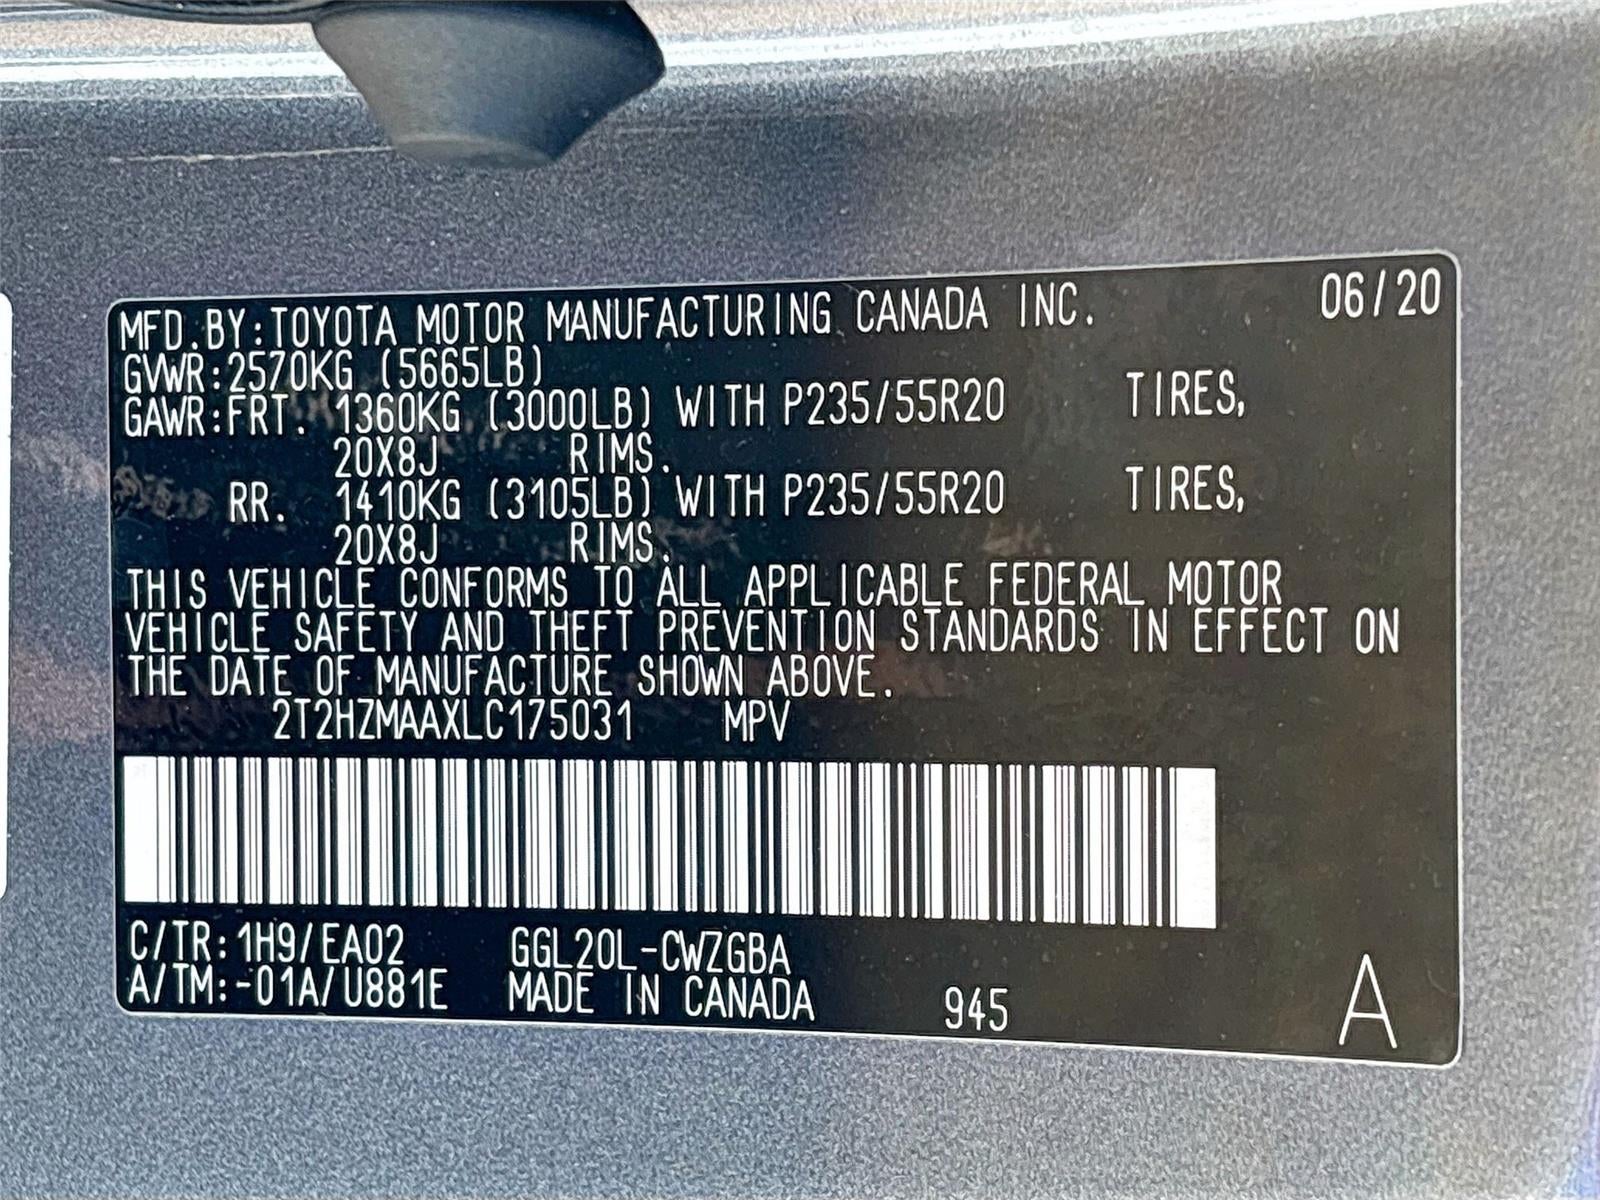 MFD.BY:TOYOTA MOTOR MANUFACTURING CANADA INC. 06/20
GVWR:2570KG (5665LB)
GAWR:FRT. 1360KG (3000LB) WITH P235/55R20 TIRES,
20X8J RIMS.
RR. 1410KG (3105LB) WITH P235/55R20 TIRES,
20X8J RIMS.
THIS VEHICLE CONFORMS TO ALL APPLICABLE FEDERAL MOTOR
VEHICLE SAFETY AND THEFT PREVENTION STANDARDS IN EFFECT ON
THE DATE OF MANUFACTURE SHOWN ABOVE.
2T2HZMAAXLC175031 MPV
C/TR:1H9/EA02 GGL20L-CWZGBA
A/TM:-01A/U881E MADE IN CANADA 945 A